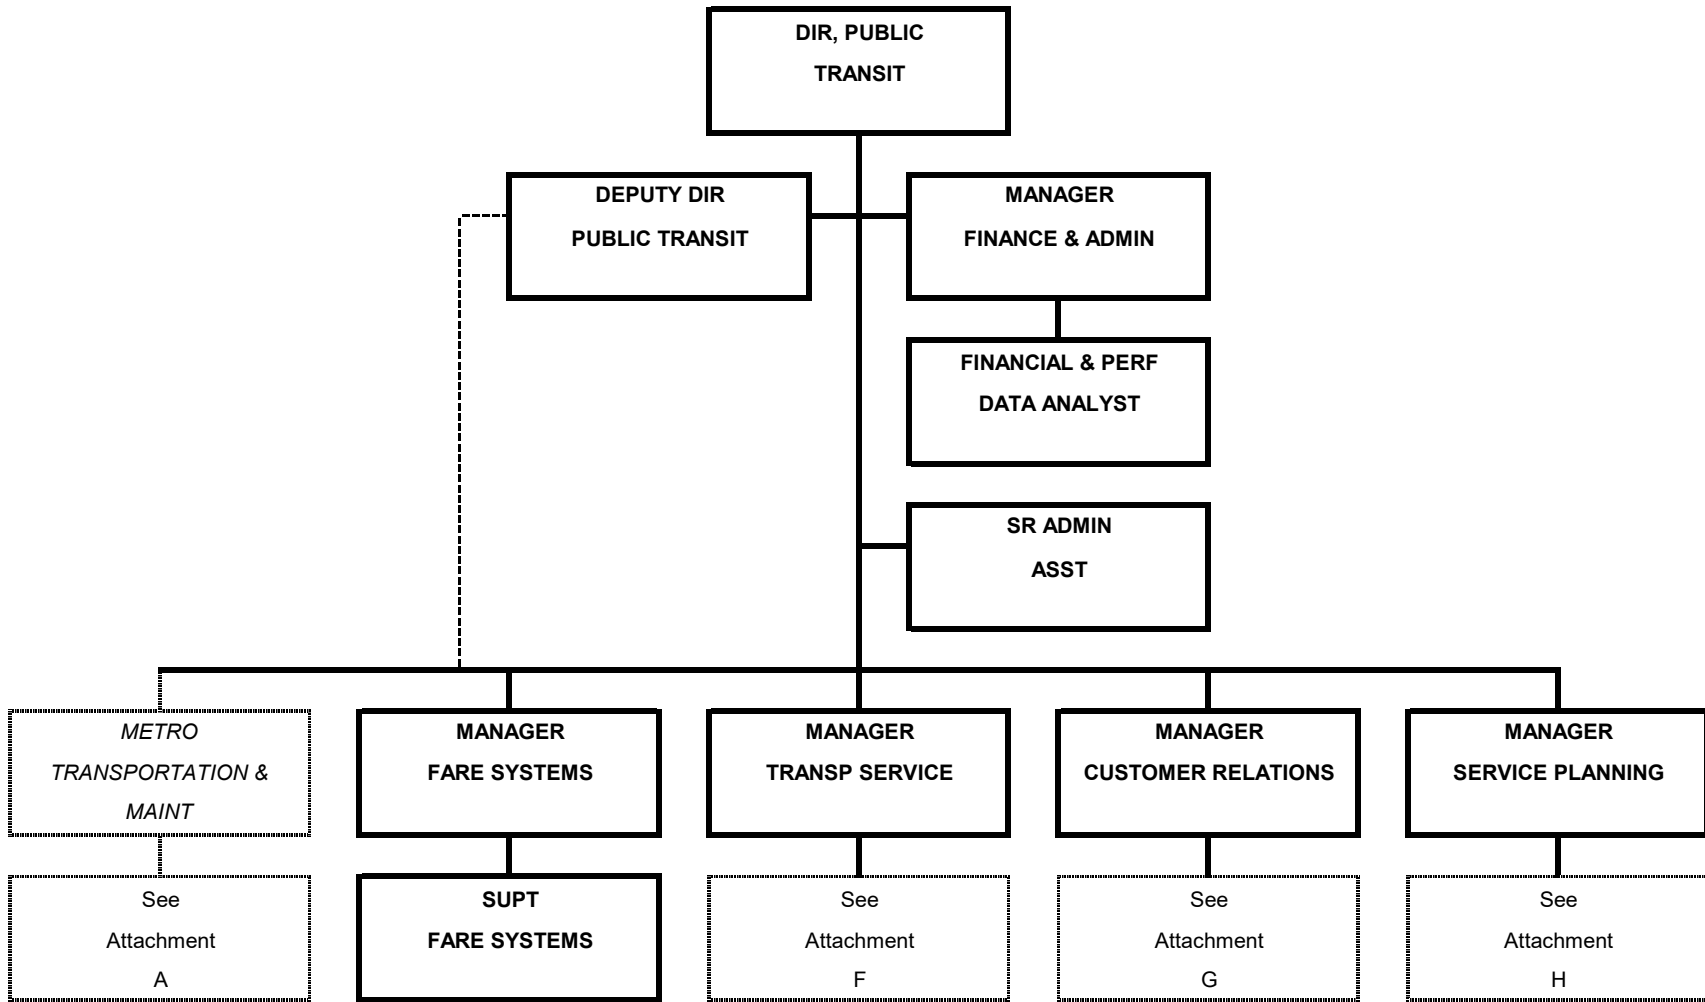 DIR, PUBLIC
TRANSIT
DEPUTY DIR
PUBLIC TRANSIT
MANAGER
FINANCE & ADMIN
FINANCIAL & PERF
DATA ANALYST
SR ADMIN
ASST
METRO
TRANSPORTATION &
MAINT
MANAGER
FARE SYSTEMS
MANAGER
TRANSP SERVICE
MANAGER
CUSTOMER RELATIONS
MANAGER
SERVICE PLANNING
See
Attachment
A
SUPT
FARE SYSTEMS
See
Attachment
F
See
Attachment
G
See
Attachment
H